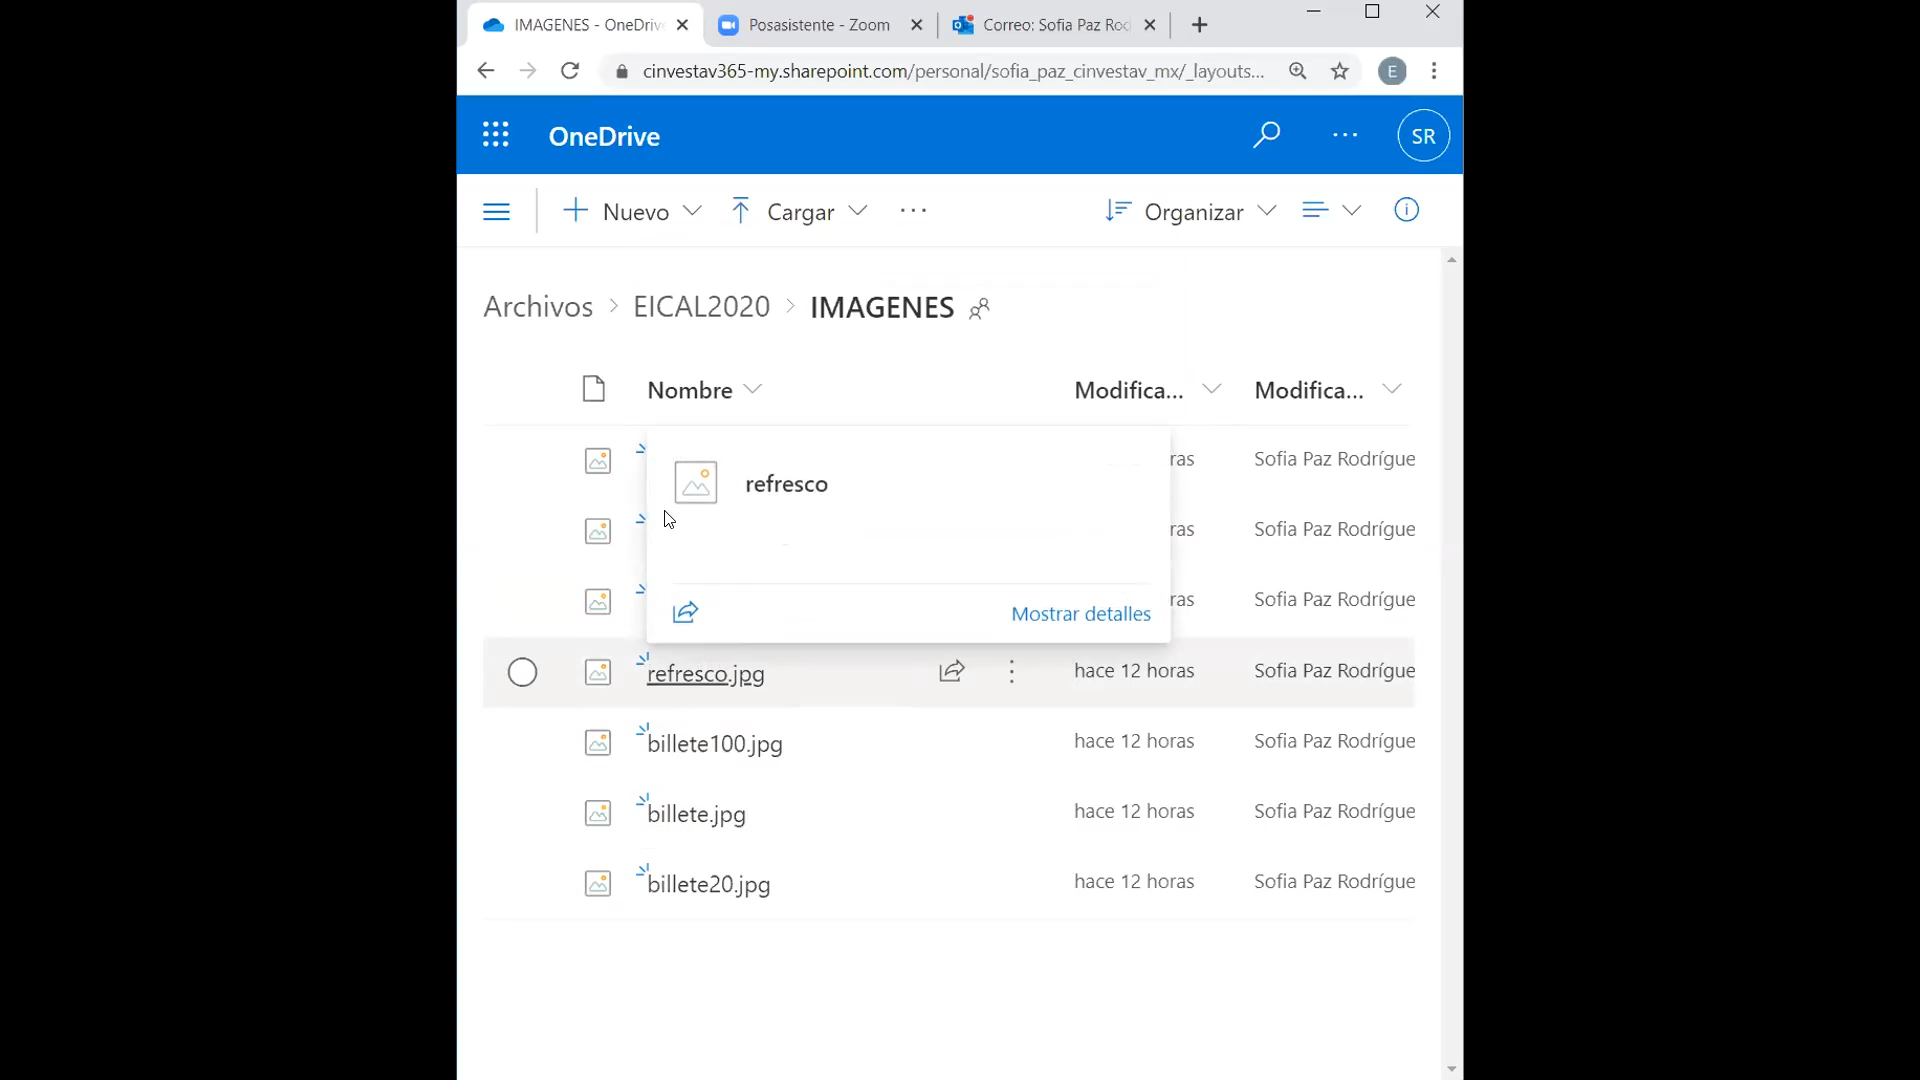 IMAGENES - OneDriv
Posasistente - Zoom
Correo: Sofia Paz Roc
cinvestav365-my.sharepoint.com/personal/sofia_paz_cinvestav_mx/_layouts...
E
OneDrive
SR
Nuevo
Cargar
Organizar
Archivos > EICAL2020 > IMAGENES
Nombre
Modifica...
Modifica...
ras
Sofia Paz Rodrígue
refresco
ras
Sofia Paz Rodrígue
ras
Sofia Paz Rodrígue
Mostrar detalles
refresco.jpg
hace 12 horas
Sofia Paz Rodrígue
billete100.jpg
hace 12 horas
Sofia Paz Rodrígue
billete.jpg
hace 12 horas
Sofia Paz Rodrígue
billete20.jpg
hace 12 horas
Sofia Paz Rodrígue